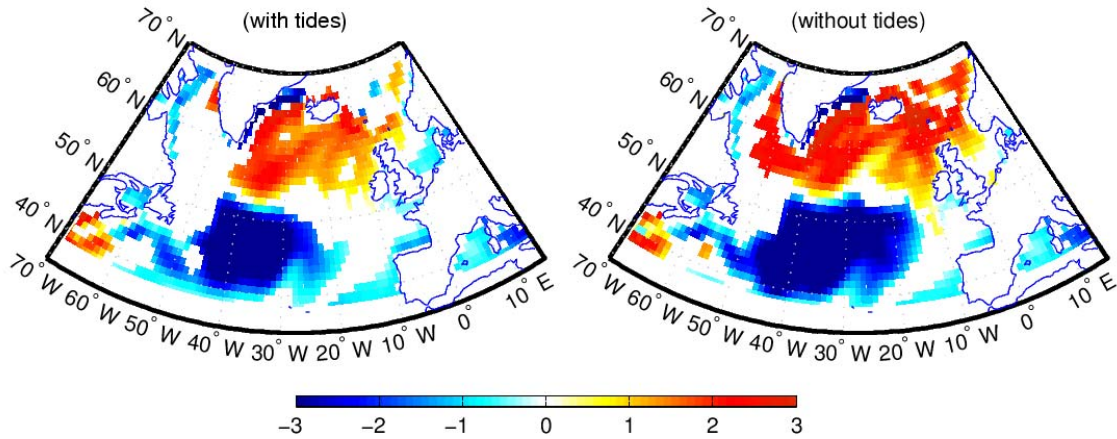 (with tides)
(without tides)
70° N
60° N
50° N
40° N
70° W
60° W
50° W
40° W
30° W
20° W
10° W
0°
10° E
70° N
60° N
50° N
40° N
70° W
60° W
50° W
40° W
30° W
20° W
10° W
0°
10° E
−3 −2 −1 0 1 2 3